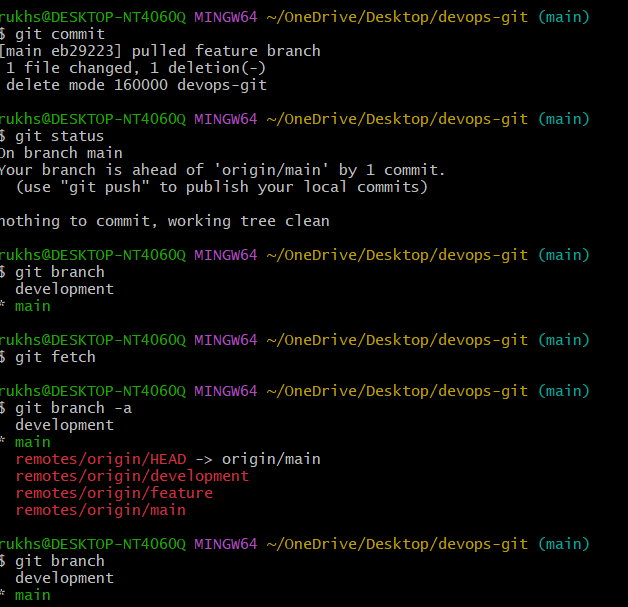 rukhs@DESKTOP-NT4060Q MINGW64 ~/OneDrive/Desktop/devops-git (main)
$ git commit
[main eb29223] pulled feature branch
 1 file changed, 1 deletion(-)
 delete mode 160000 devops-git

rukhs@DESKTOP-NT4060Q MINGW64 ~/OneDrive/Desktop/devops-git (main)
$ git status
On branch main
Your branch is ahead of 'origin/main' by 1 commit.
  (use "git push" to publish your local commits)

nothing to commit, working tree clean

rukhs@DESKTOP-NT4060Q MINGW64 ~/OneDrive/Desktop/devops-git (main)
$ git branch
  development
* main

rukhs@DESKTOP-NT4060Q MINGW64 ~/OneDrive/Desktop/devops-git (main)
$ git fetch

rukhs@DESKTOP-NT4060Q MINGW64 ~/OneDrive/Desktop/devops-git (main)
$ git branch -a
  development
* main
  remotes/origin/HEAD -> origin/main
  remotes/origin/development
  remotes/origin/feature
  remotes/origin/main

rukhs@DESKTOP-NT4060Q MINGW64 ~/OneDrive/Desktop/devops-git (main)
$ git branch
  development
* main